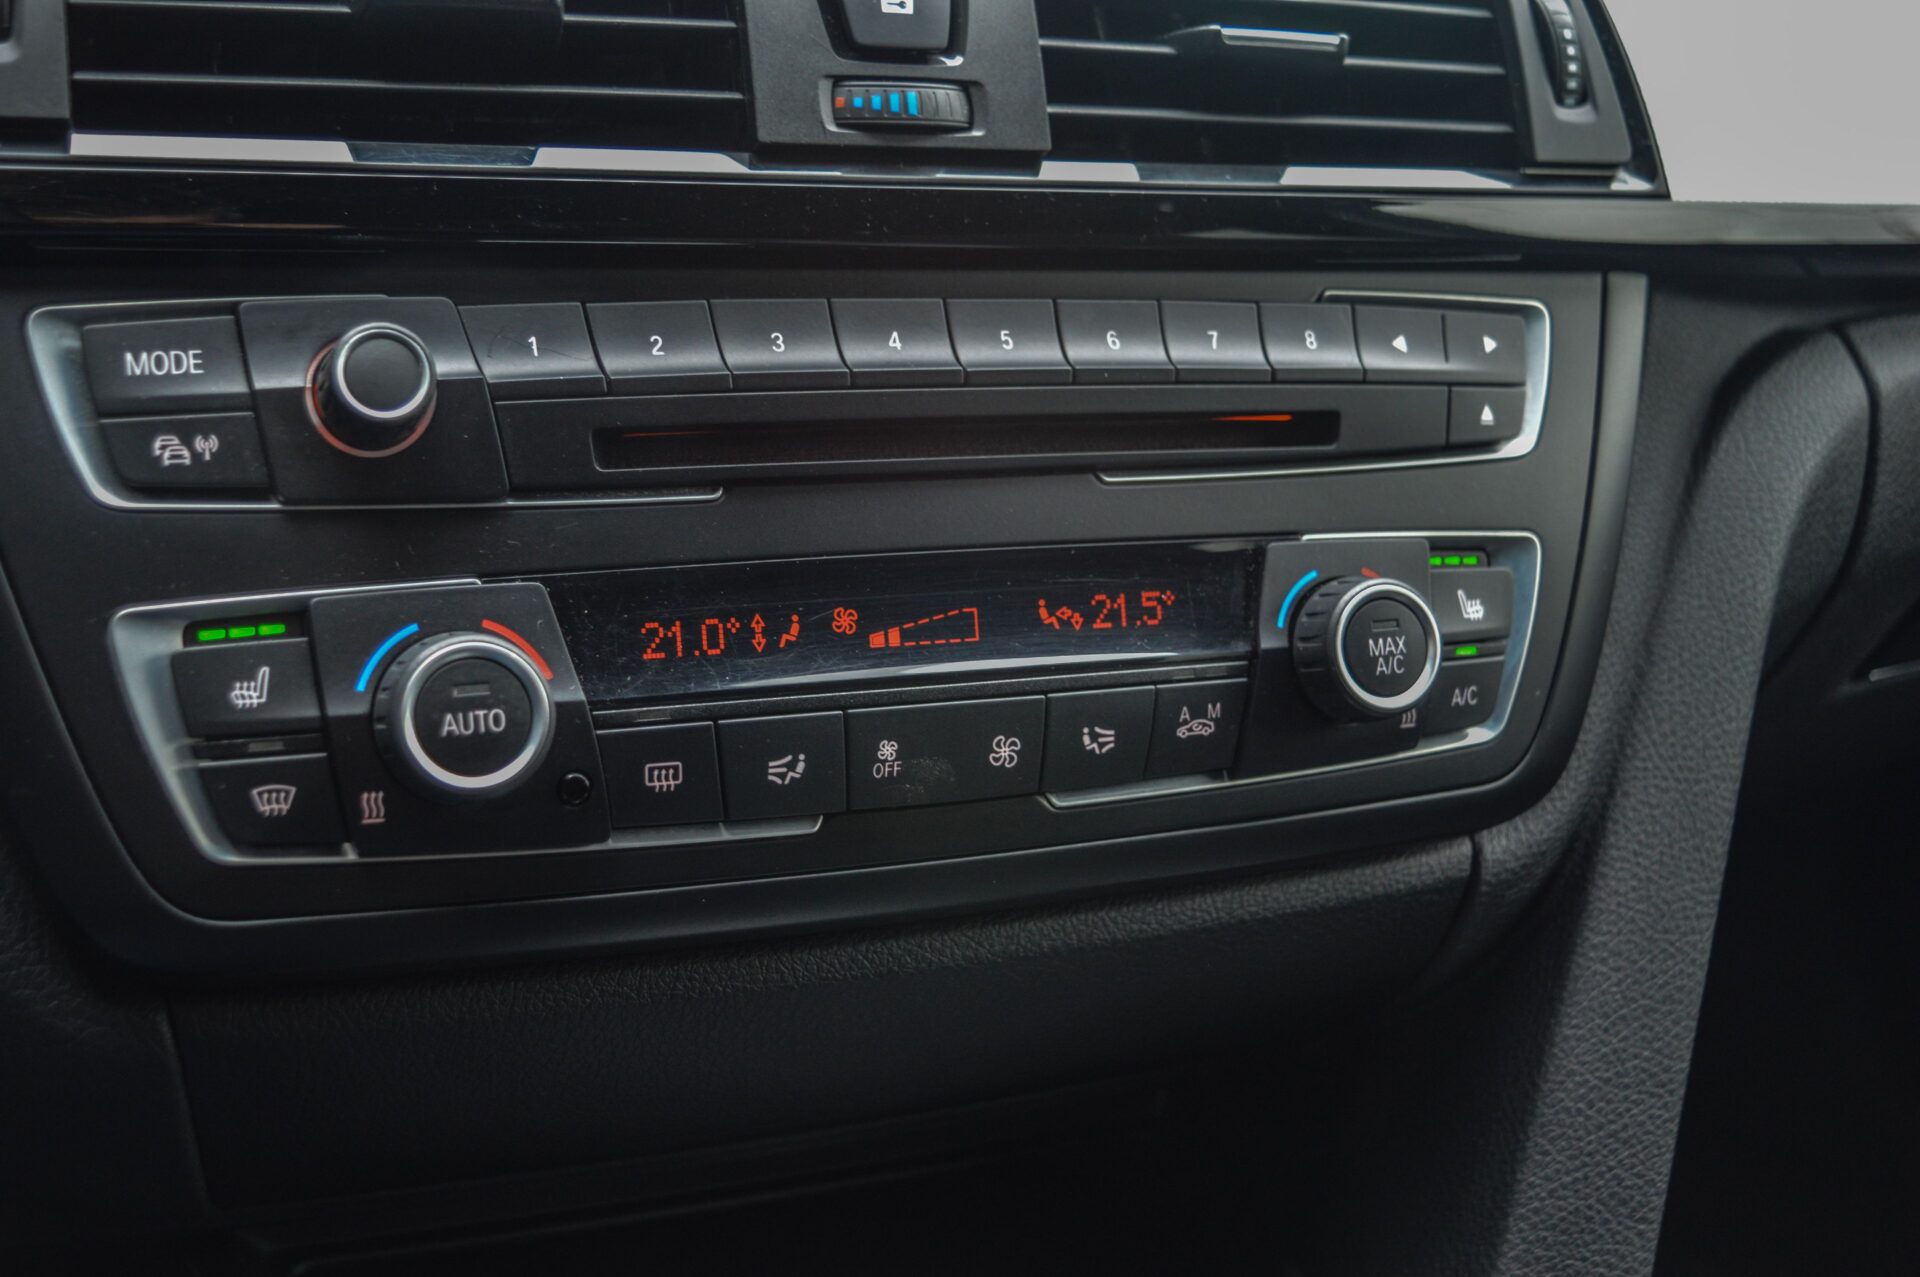 MODE 1 2 3 4 5 6 7 8
21.0° 21,5°
MAX
A/C
A/C
AUTO
OFF
A M